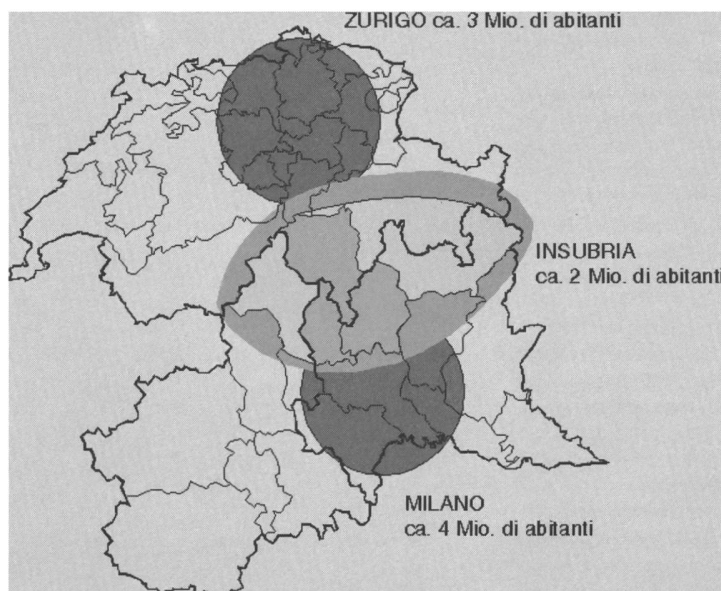 ZURIGO ca. 3 Mio. di abitanti
INSUBRIA
ca. 2 Mio. di abitanti
MILANO
ca. 4 Mio. di abitanti